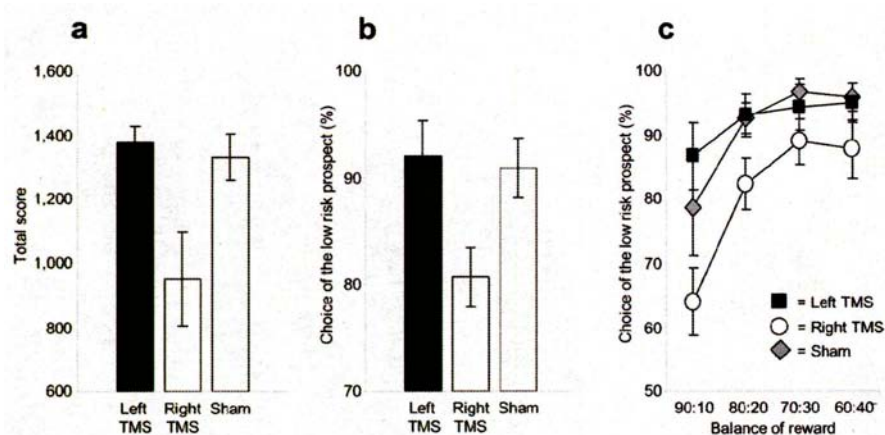 a
Total score
1,600
1,400
1,200
1,000
800
600
Left TMS
Right TMS
Sham
b
Choice of the low risk prospect (%)
100
90
80
70
Left TMS
Right TMS
Sham
c
Choice of the low risk prospect (%)
100
90
80
70
60
50
90:10
80:20
70:30
60:40
Balance of reward
= Left TMS
= Right TMS
= Sham